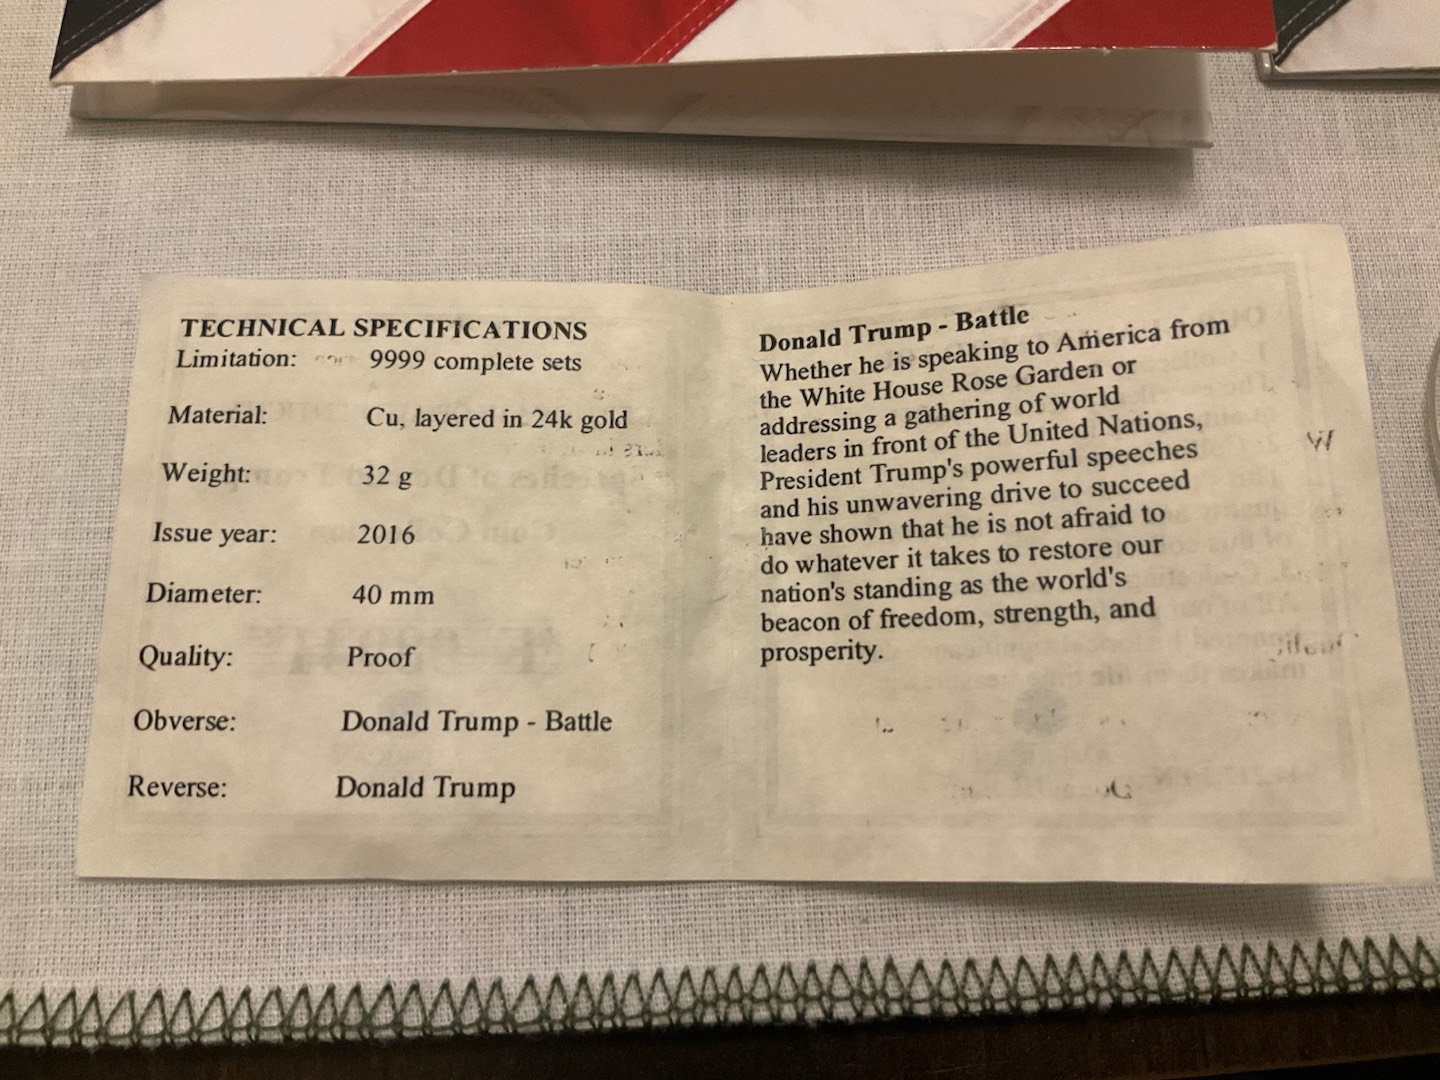 TECHNICAL SPECIFICATIONS
Limitation: 9999 complete sets
Material: Cu, layered in 24k gold
Weight: 32 g
Issue year: 2016
Diameter: 40 mm
Quality: Proof
Obverse: Donald Trump - Battle
Reverse: Donald Trump
Donald Trump - Battle
Whether he is speaking to America from
the White House Rose Garden or
addressing a gathering of world
leaders in front of the United Nations,
President Trump's powerful speeches
and his unwavering drive to succeed
have shown that he is not afraid to
do whatever it takes to restore our
nation's standing as the world's
beacon of freedom, strength, and
prosperity.